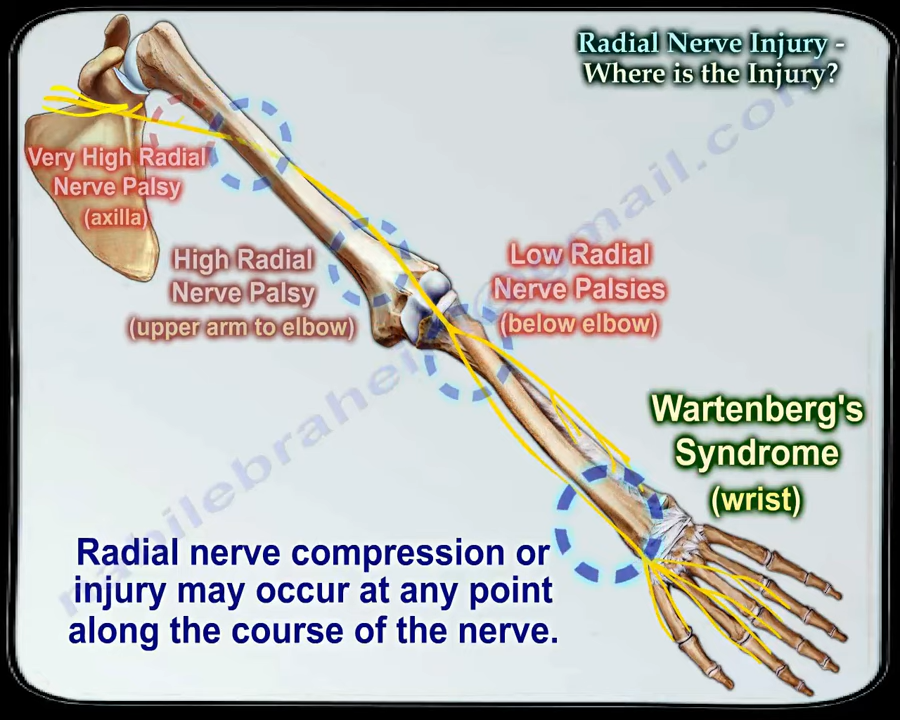 Radial Nerve Injury -
Where is the Injury?
Very High Radial
Nerve Palsy
(axilla)
High Radial
Nerve Palsy
(upper arm to elbow)
Low Radial
Nerve Palsies
(below elbow)
Wartenberg's
Syndrome
(wrist)
Radial nerve compression or
injury may occur at any point
along the course of the nerve.